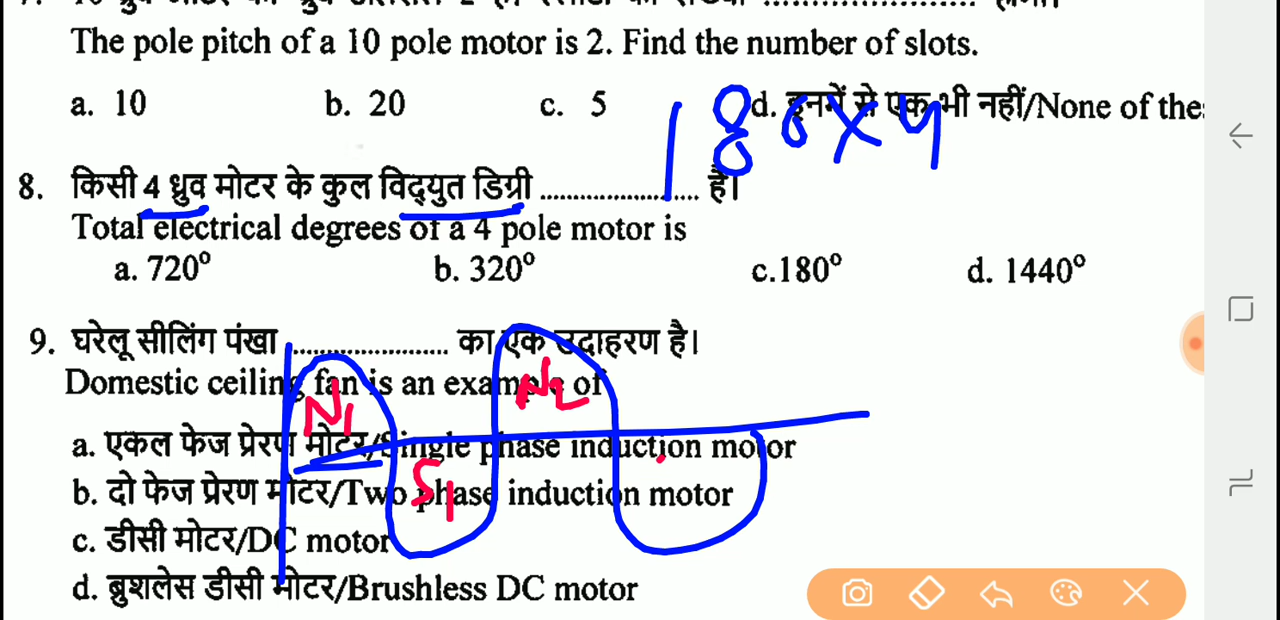 The pole pitch of a 10 pole motor is 2. Find the number of slots.
a. 10 b. 20 c. 5 d. इनमें से एक भी नहीं/None of the
180×4
8. किसी 4 ध्रुव मोटर के कुल विद्युत डिग्री ........................ है।
Total electrical degrees of a 4 pole motor is
a. 720° b. 320° c.180° d. 1440°
9. घरेलू सीलिंग पंखा ........................ का एक उदाहरण है।
Domestic ceiling fan is an example of
N1 N2
a. एकल फेज प्रेरण मोटर/Single phase induction motor
b. दो फेज प्रेरण मोटर/Two phase induction motor
S1
c. डीसी मोटर/DC motor
d. ब्रुशलेस डीसी मोटर/Brushless DC motor